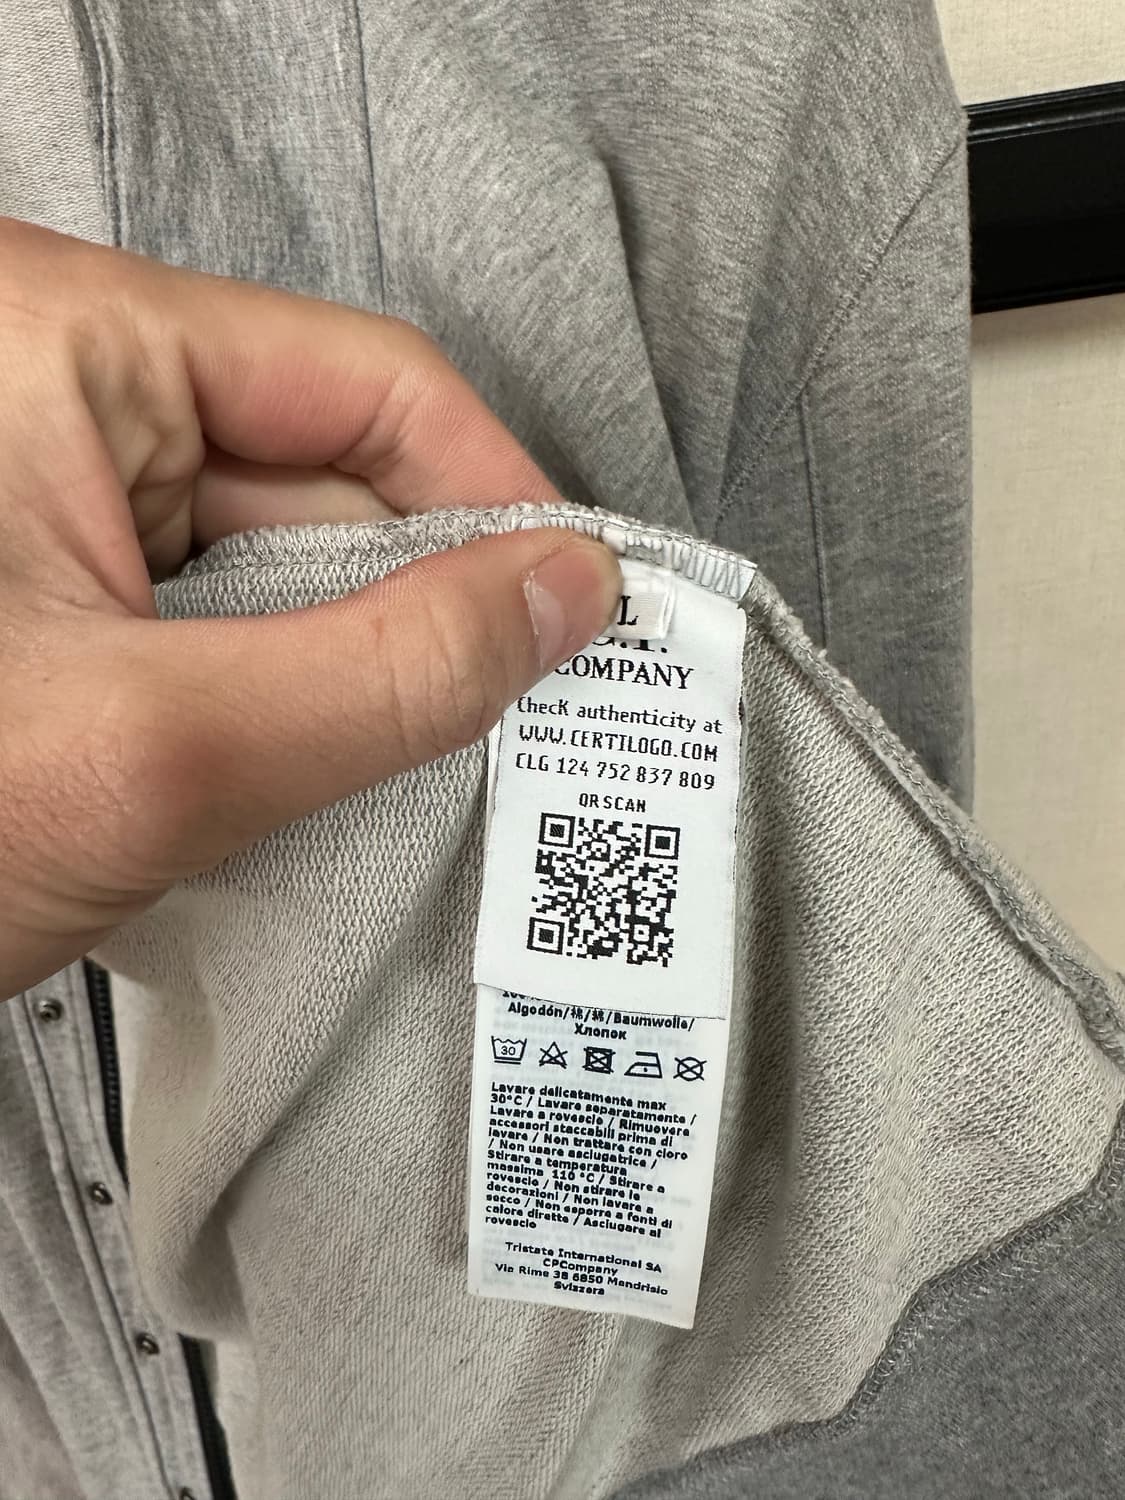 L
C.P.
COMPANY
Check authenticity at
WWW.CERTILOGO.COM
CLG 124 752 837 809
QR SCAN
Algodón/棉/綿/Baumwolle/
Хлопок
30
Lavare delicatamente max
30°C / Lavare separatamente /
Lavare a rovescio / Rimuovere
accessori staccabili prima di
lavare / Non trattare con cloro
/ Non usare asciugatrice /
Stirare a temperatura
massima 110 °C / Stirare a
rovescio / Non stirare le
decorazioni / Non lavare a
secco / Non esporre a fonti di
calore dirette / Asciugare al
rovescio
Tristate International SA
CPCompany
Via Rime 38 6850 Mendrisio
Svizzera